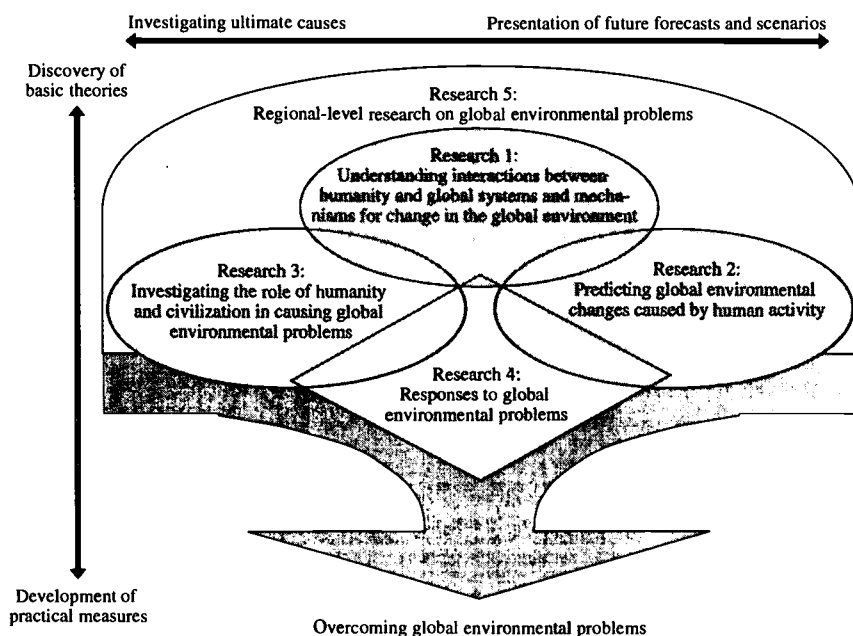 Investigating ultimate causes
Presentation of future forecasts and scenarios
Discovery of
basic theories
Research 5:
Regional-level research on global environmental problems
Research 1:
Understanding interactions between
humanity and global systems and mecha-
nisms for change in the global environment
Research 3:
Investigating the role of humanity
and civilization in causing global
environmental problems
Research 2:
Predicting global environmental
changes caused by human activity
Research 4:
Responses to global
environmental problems
Development of
practical measures
Overcoming global environmental problems